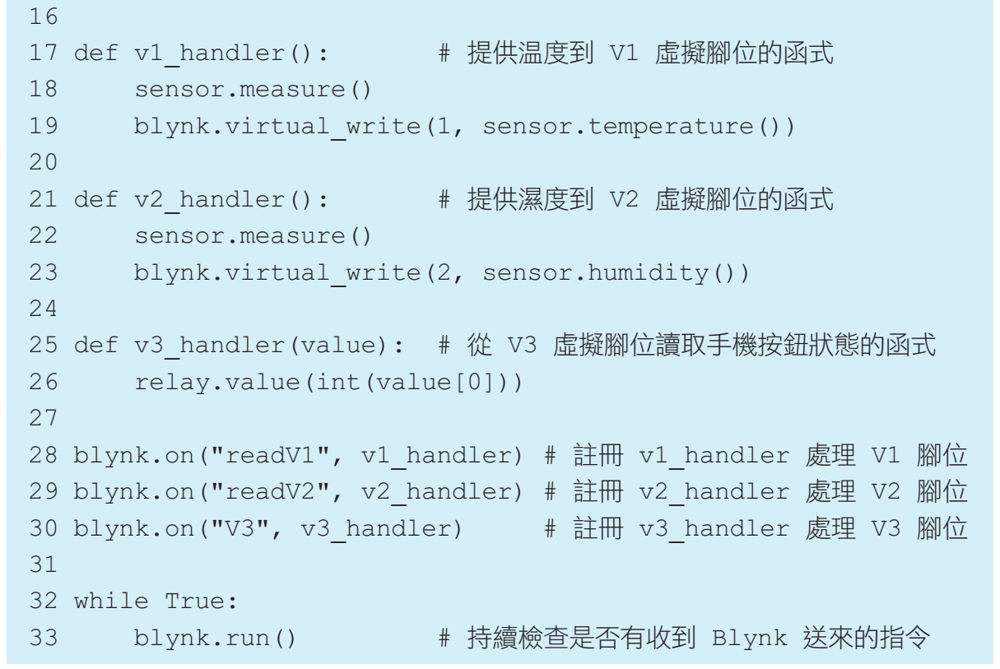 16
17 def v1_handler():       # 提供溫度到 V1 虛擬腳位的函式
18     sensor.measure()
19     blynk.virtual_write(1, sensor.temperature())
20
21 def v2_handler():       # 提供濕度到 V2 虛擬腳位的函式
22     sensor.measure()
23     blynk.virtual_write(2, sensor.humidity())
24
25 def v3_handler(value):  # 從 V3 虛擬腳位讀取手機按鈕狀態的函式
26     relay.value(int(value[0]))
27
28 blynk.on("readV1", v1_handler) # 註冊 v1_handler 處理 V1 腳位
29 blynk.on("readV2", v2_handler) # 註冊 v2_handler 處理 V2 腳位
30 blynk.on("V3", v3_handler)     # 註冊 v3_handler 處理 V3 腳位
31
32 while True:
33     blynk.run()         # 持續檢查是否有收到 Blynk 送來的指令